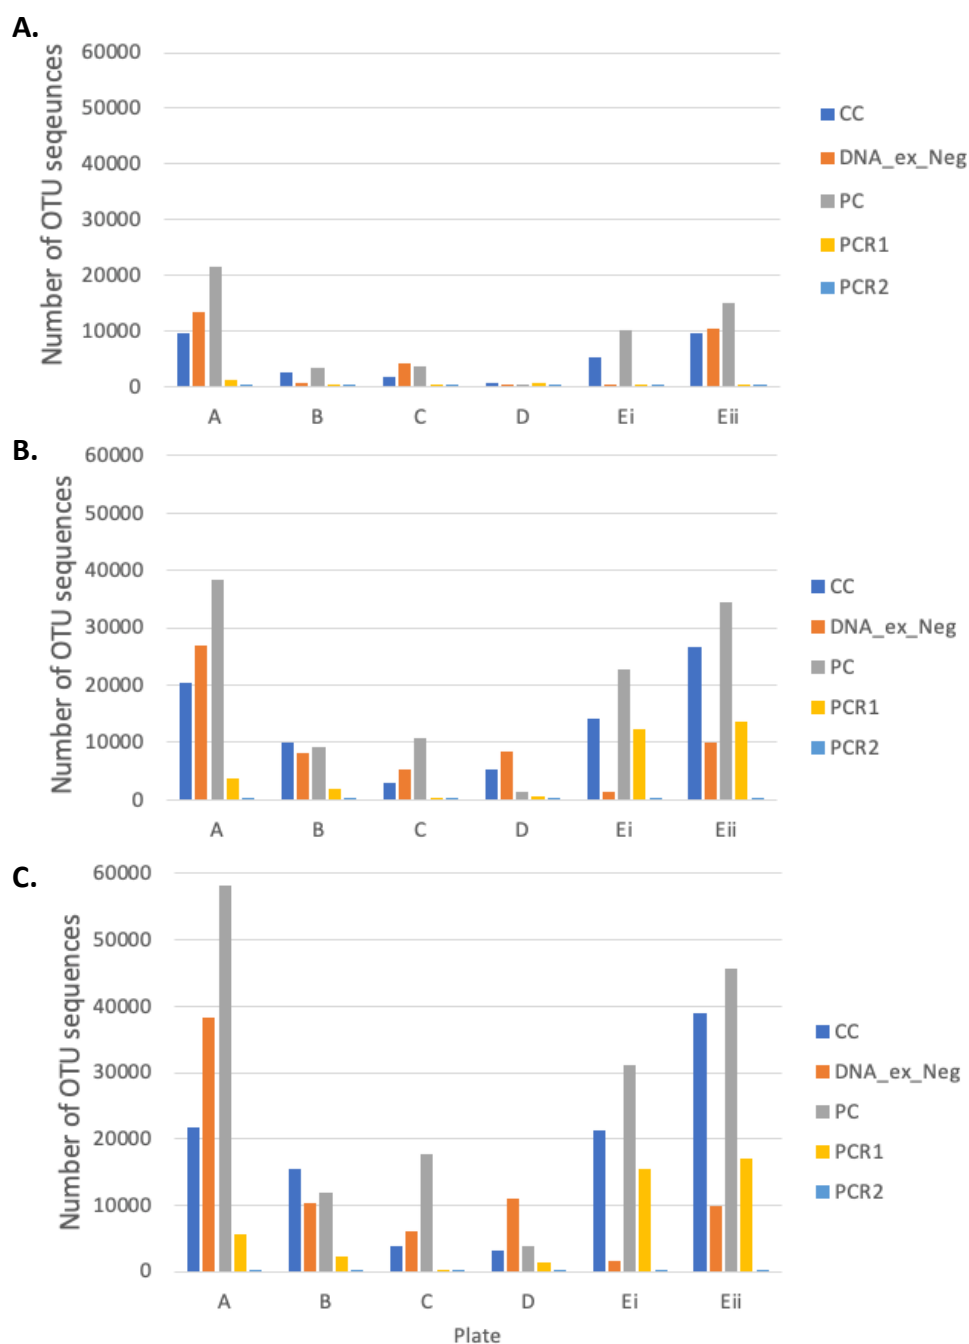 A.
Number of OTU seqeunces
60000
50000
40000
30000
20000
10000
0
A B C D Ei Eii
CC
DNA_ex_Neg
PC
PCR1
PCR2
B.
Number of OTU sequences
60000
50000
40000
30000
20000
10000
0
A B C D Ei Eii
CC
DNA_ex_Neg
PC
PCR1
PCR2
C.
Number of OTU sequences
60000
50000
40000
30000
20000
10000
0
A B C D Ei Eii
Plate
CC
DNA_ex_Neg
PC
PCR1
PCR2